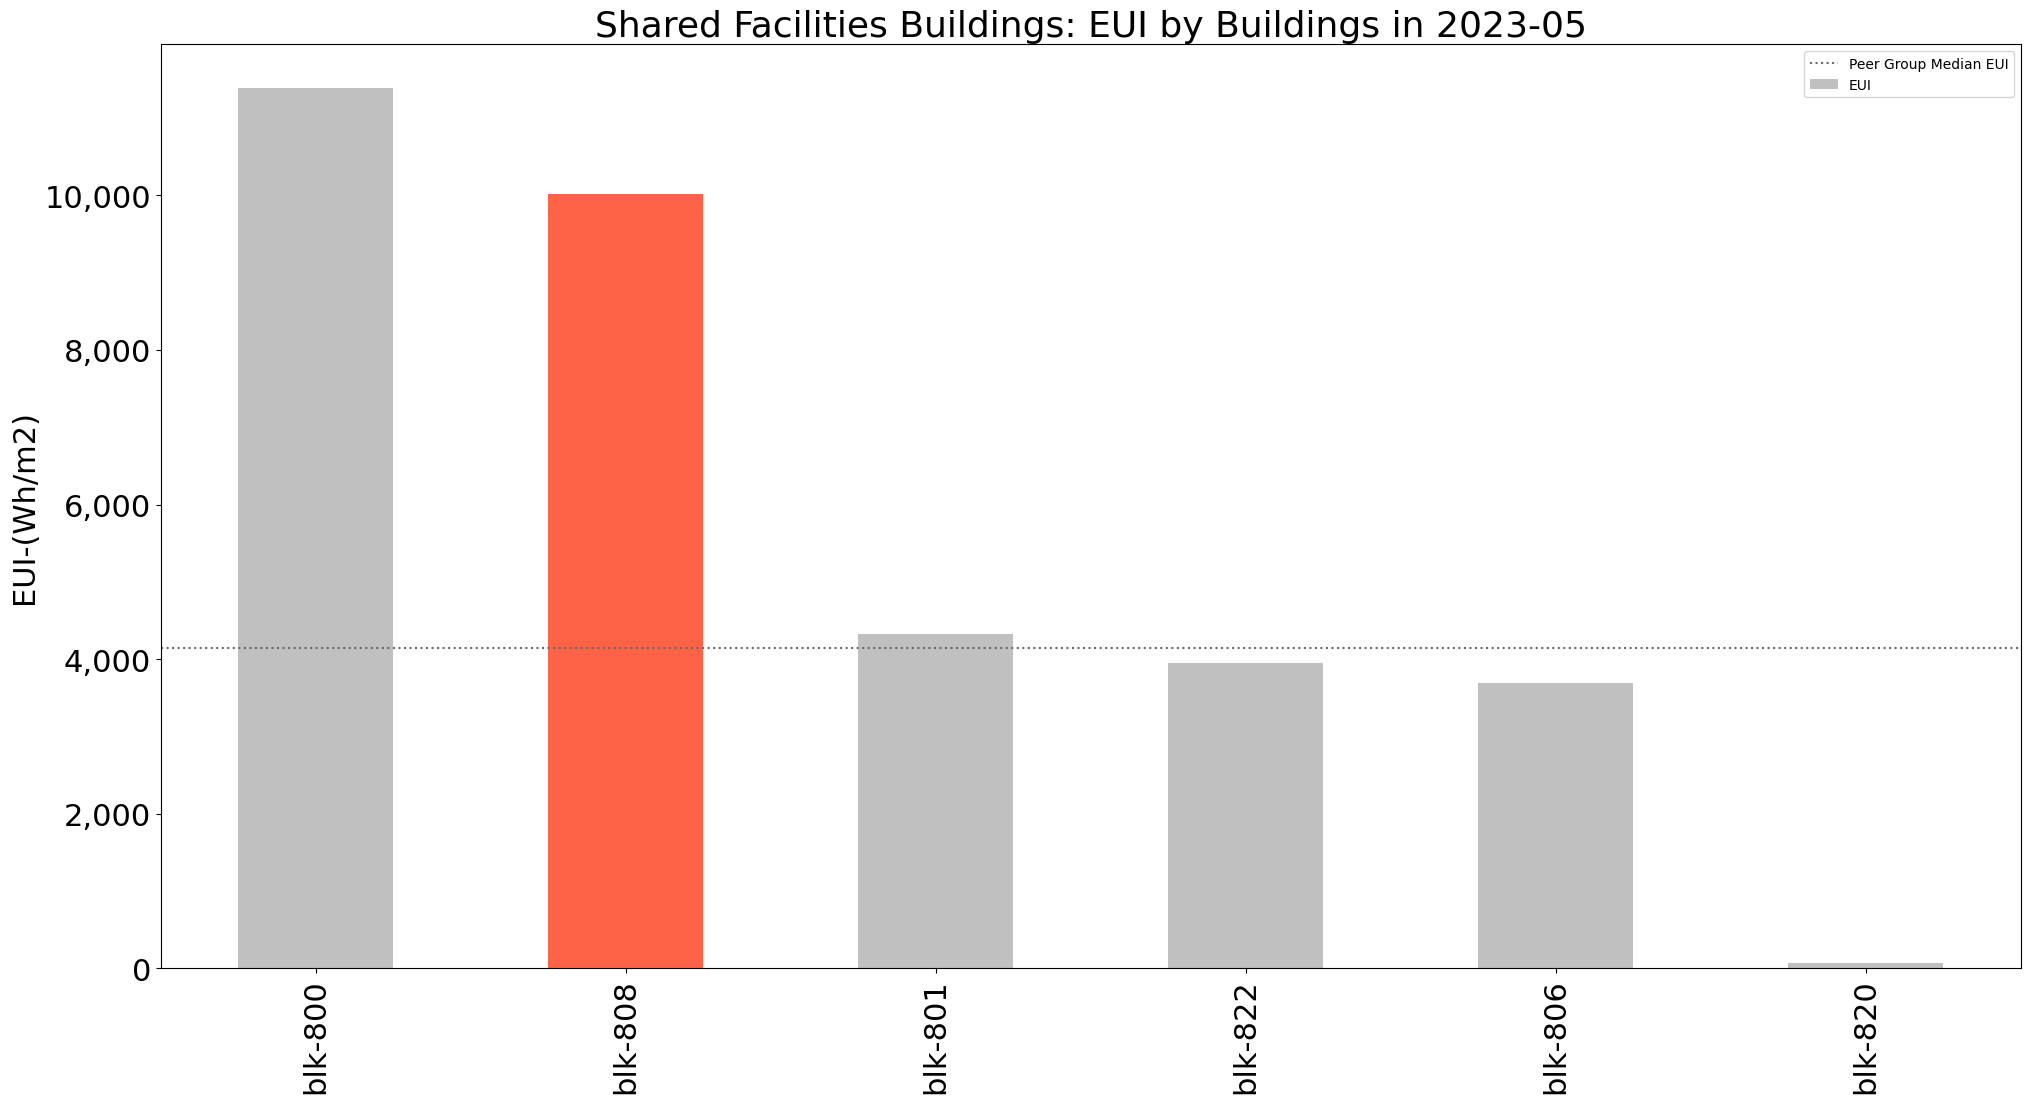 Shared Facilities Buildings: EUI by Buildings in 2023-05
Peer Group Median EUI
EUI
EUI-(Wh/m2)
10,000
8,000
6,000
4,000
2,000
0
blk-800
blk-808
blk-801
blk-822
blk-806
blk-820